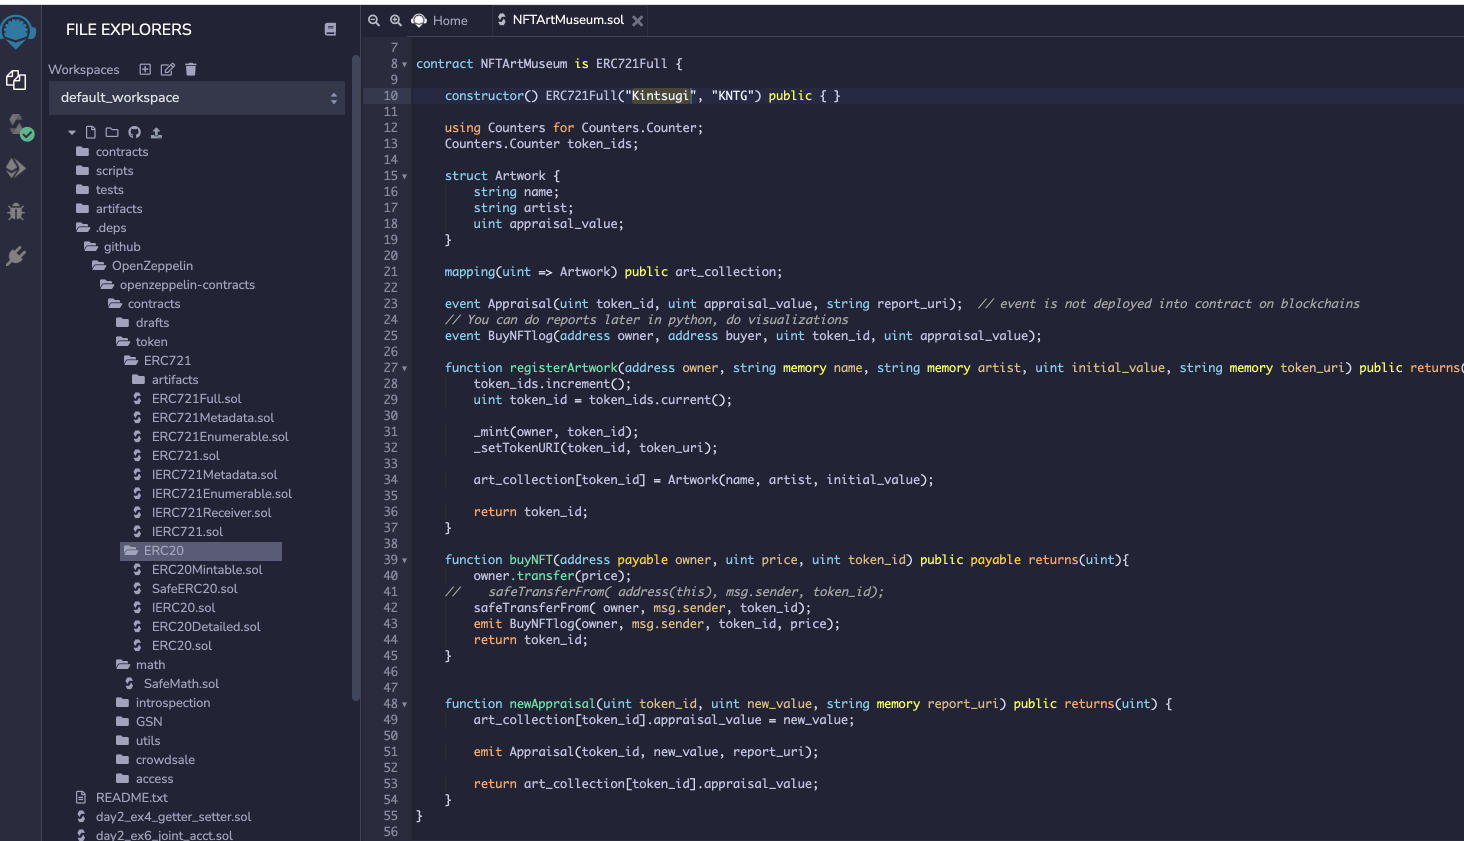 FILE EXPLORERS
Workspaces
default_workspace
contracts
scripts
tests
artifacts
.deps
github
OpenZeppelin
openzeppelin-contracts
contracts
drafts
token
ERC721
artifacts
ERC721Full.sol
ERC721Metadata.sol
ERC721Enumerable.sol
ERC721.sol
IERC721Metadata.sol
IERC721Enumerable.sol
IERC721Receiver.sol
IERC721.sol
ERC20
ERC20Mintable.sol
SafeERC20.sol
IERC20.sol
ERC20Detailed.sol
ERC20.sol
math
SafeMath.sol
introspection
GSN
utils
crowdsale
access
README.txt
day2_ex4_getter_setter.sol
day2_ex6_joint_acct.sol
Home
NFTArtMuseum.sol
7
8 contract NFTArtMuseum is ERC721Full {
9
10 constructor() ERC721Full("Kintsugi", "KNTG") public { }
11
12 using Counters for Counters.Counter;
13 Counters.Counter token_ids;
14
15 struct Artwork {
16 string name;
17 string artist;
18 uint appraisal_value;
19 }
20
21 mapping(uint => Artwork) public art_collection;
22
23 event Appraisal(uint token_id, uint appraisal_value, string report_uri); // event is not deployed into contract on blockchains
24 // You can do reports later in python, do visualizations
25 event BuyNFTlog(address owner, address buyer, uint token_id, uint appraisal_value);
26
27 function registerArtwork(address owner, string memory name, string memory artist, uint initial_value, string memory token_uri) public returns(
28 token_ids.increment();
29 uint token_id = token_ids.current();
30
31 _mint(owner, token_id);
32 _setTokenURI(token_id, token_uri);
33
34 art_collection[token_id] = Artwork(name, artist, initial_value);
35
36 return token_id;
37 }
38
39 function buyNFT(address payable owner, uint price, uint token_id) public payable returns(uint){
40 owner.transfer(price);
41 // safeTransferFrom( address(this), msg.sender, token_id);
42 safeTransferFrom( owner, msg.sender, token_id);
43 emit BuyNFTlog(owner, msg.sender, token_id, price);
44 return token_id;
45 }
46
47
48 function newAppraisal(uint token_id, uint new_value, string memory report_uri) public returns(uint) {
49 art_collection[token_id].appraisal_value = new_value;
50
51 emit Appraisal(token_id, new_value, report_uri);
52
53 return art_collection[token_id].appraisal_value;
54 }
55 }
56